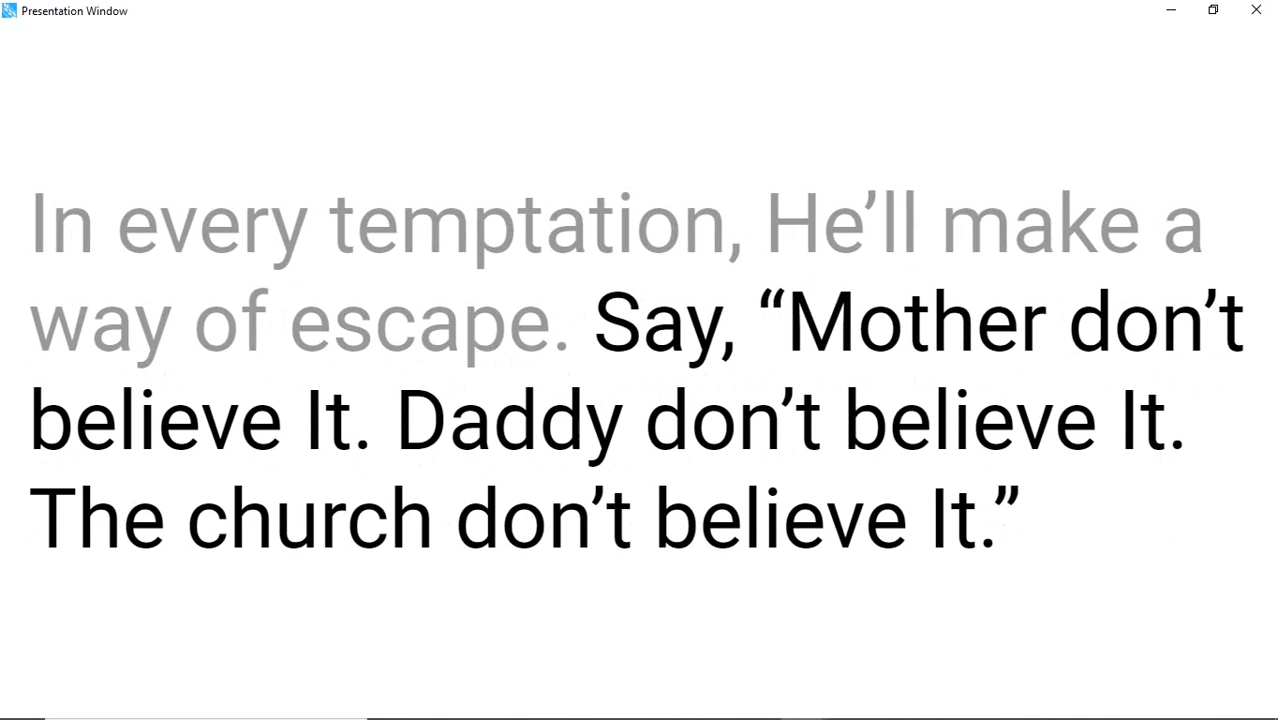 Presentation Window
In every temptation, He’ll make a
way of escape. Say, “Mother don’t
believe It. Daddy don’t believe It.
The church don’t believe It.”